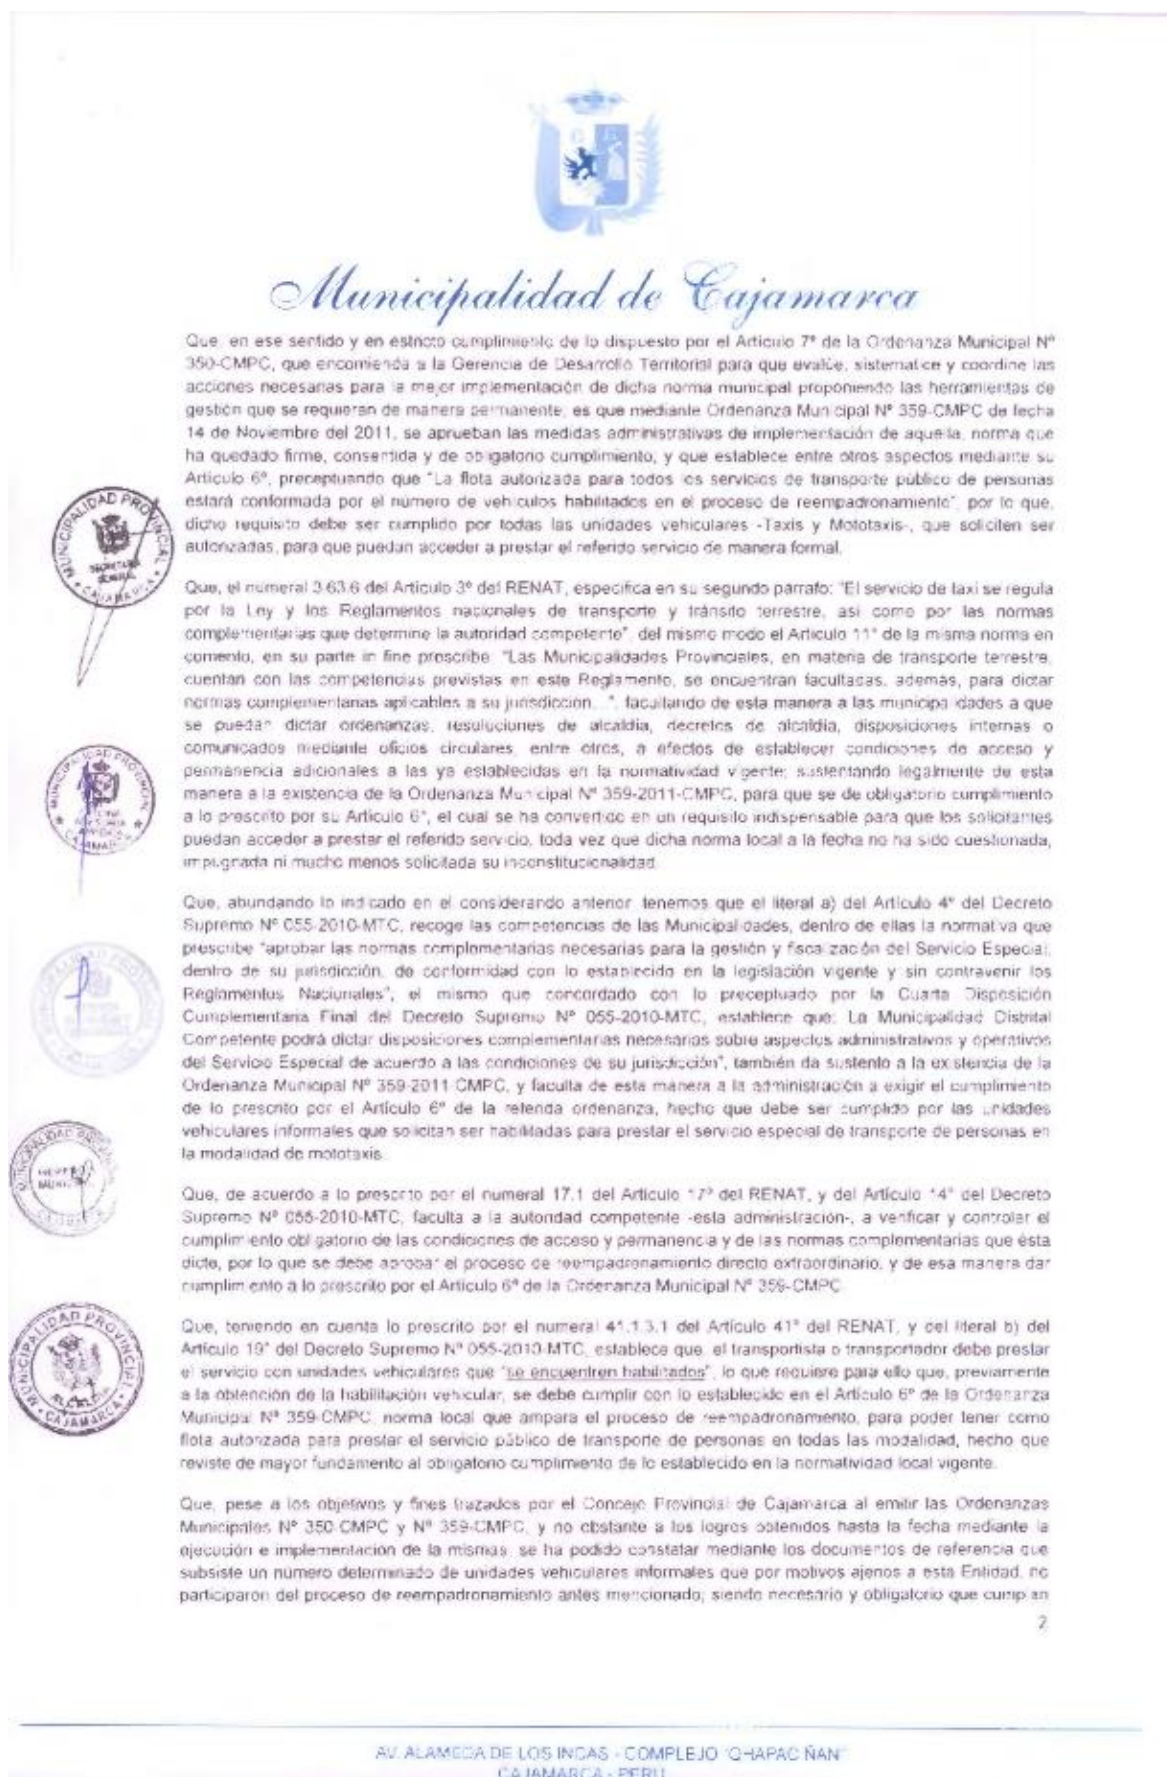 Municipalidad de Cajamarca
Que, en ese sentido y en estricto cumplimiento de lo dispuesto por el Artículo 7º de la Ordenanza Municipal Nº
350-CMPC, que encomienda a la Gerencia de Desarrollo Territorial para que evalúe, sistematice y coordine las
acciones necesarias para la mejor implementación de dicha norma municipal proponiendo las herramientas de
gestión que se requieran de manera permanente, es que mediante Ordenanza Municipal Nº 359-CMPC de fecha
14 de Noviembre del 2011, se aprueban las medidas administrativas de implementación de aquella, norma que
ha quedado firme, consentida y de obligatorio cumplimiento, y que establece entre otros aspectos mediante su
Artículo 6º, preceptuando que "La flota autorizada para todos los servicios de transporte público de personas
estará conformada por el número de vehículos habilitados en el proceso de reempadronamiento", por lo que,
dicho requisito debe ser cumplido por todas las unidades vehiculares -Taxis y Mototaxis-, que soliciten ser
autorizadas, para que puedan acceder a prestar el referido servicio de manera formal.
Que, el numeral 3.63.6 del Artículo 3º del RENAT, especifica en su segundo párrafo: "El servicio de taxi se regula
por la Ley y los Reglamentos nacionales de transporte y tránsito terrestre, así como por las normas
complementarias que determine la autoridad competente", del mismo modo el Artículo 11º de la misma norma en
comento, en su parte in fine prescribe "Las Municipalidades Provinciales, en materia de transporte terrestre,
cuentan con las competencias previstas en este Reglamento, se encuentran facultadas, además, para dictar
normas complementarias aplicables a su jurisdicción...", facultando de esta manera a las municipalidades a que
se puedan dictar ordenanzas, resoluciones de alcaldía, decretos de alcaldía, disposiciones internas o
comunicados mediante oficios circulares, entre otros, a efectos de establecer condiciones de acceso y
permanencia adicionales a las ya establecidas en la normatividad vigente; sustentando legalmente de esta
manera a la existencia de la Ordenanza Municipal Nº 359-2011-CMPC, para que se de obligatorio cumplimiento
a lo prescrito por su Artículo 6º, el cual se ha convertido en un requisito indispensable para que los solicitantes
puedan acceder a prestar el referido servicio, toda vez que dicha norma local a la fecha no ha sido cuestionada,
impugnada ni mucho menos solicitada su inconstitucionalidad.
Que, abundando lo indicado en el considerando anterior, tenemos que el literal a) del Artículo 4º del Decreto
Supremo Nº 055-2010-MTC, recoge las competencias de las Municipalidades, dentro de ellas la normativa que
prescribe "aprobar las normas complementarias necesarias para la gestión y fiscalización del Servicio Especial,
dentro de su jurisdicción, de conformidad con lo establecido en la legislación vigente y sin contravenir los
Reglamentos Nacionales", el mismo que concordado con lo preceptuado por la Cuarta Disposición
Complementaria Final del Decreto Supremo Nº 055-2010-MTC, establece que: La Municipalidad Distrital
Competente podrá dictar disposiciones complementarias necesarias sobre aspectos administrativos y operativos
del Servicio Especial de acuerdo a las condiciones de su jurisdicción", también da sustento a la existencia de la
Ordenanza Municipal Nº 359-2011-CMPC, y faculta de esta manera a la administración a exigir el cumplimiento
de lo prescrito por el Artículo 6º de la referida ordenanza, hecho que debe ser cumplido por las unidades
vehiculares informales que solicitan ser habilitadas para prestar el servicio especial de transporte de personas en
la modalidad de mototaxis.
Que, de acuerdo a lo prescrito por el numeral 17.1 del Artículo 17º del RENAT, y del Artículo 14º del Decreto
Supremo Nº 055-2010-MTC, faculta a la autoridad competente -esta administración-, a verificar y controlar el
cumplimiento obligatorio de las condiciones de acceso y permanencia y de las normas complementarias que ésta
dicte, por lo que se debe aprobar el proceso de reempadronamiento directo extraordinario, y de esa manera dar
cumplimiento a lo prescrito por el Artículo 6º de la Ordenanza Municipal Nº 359-CMPC.
Que, teniendo en cuenta lo prescrito por el numeral 41.1.3.1 del Artículo 41º del RENAT, y del literal b) del
Artículo 19º del Decreto Supremo Nº 055-2010-MTC, establece que, el transportista o transportador debe prestar
el servicio con unidades vehiculares que "se encuentren habilitados", lo que requiere para ello que, previamente
a la obtención de la habilitación vehicular, se debe cumplir con lo establecido en el Artículo 6º de la Ordenanza
Municipal Nº 359-CMPC, norma local que ampara el proceso de reempadronamiento, para poder tener como
flota autorizada para prestar el servicio público de transporte de personas en todas las modalidad, hecho que
reviste de mayor fundamento al obligatorio cumplimiento de lo establecido en la normatividad local vigente.
Que, pese a los objetivos y fines trazados por el Concejo Provincial de Cajamarca al emitir las Ordenanzas
Municipales Nº 350-CMPC y Nº 359-CMPC, y no obstante a los logros obtenidos hasta la fecha mediante la
ejecución e implementación de la mismas, se ha podido constatar mediante los documentos de referencia que
subsiste un número determinado de unidades vehiculares informales que por motivos ajenos a esta Entidad, no
participaron del proceso de reempadronamiento antes mencionado; siendo necesario y obligatorio que cumplan
2
MUNICIPALIDAD PROVINCIAL
SECRETARIA
GENERAL
CAJAMARCA
MUNICIPALIDAD PROVINCIAL
MUNICIPALIDAD PROVINCIAL
ALCALDIA
CAJAMARCA
AV. ALAMEDA DE LOS INCAS - COMPLEJO "QHAPAC ÑAN"
CAJAMARCA - PERU